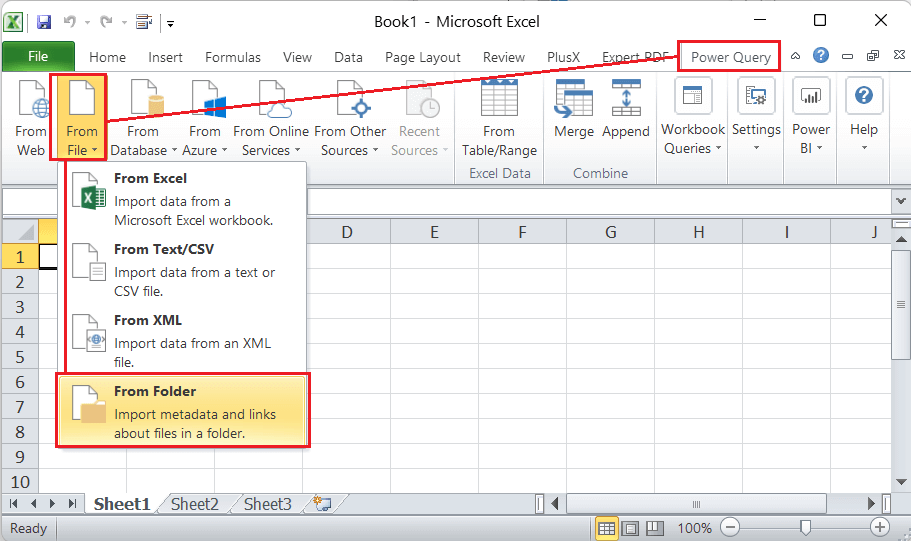 Book1 - Microsoft Excel
File Home Insert Formulas View Data Page Layout Review PlusX Expert PDF Power Query
From Web
From File
From Database
From Azure
From Online Services
From Other Sources
Recent Sources
From Table/Range
Excel Data
Merge
Append
Combine
Workbook Queries
Settings
Power BI
Help
From Excel
Import data from a
Microsoft Excel workbook.
From Text/CSV
Import data from a text or
CSV file.
From XML
Import data from an XML
file.
From Folder
Import metadata and links
about files in a folder.
D E F G H I J
1
2
3
4
5
6
7
8
9
10
Sheet1 Sheet2 Sheet3
Ready 100%